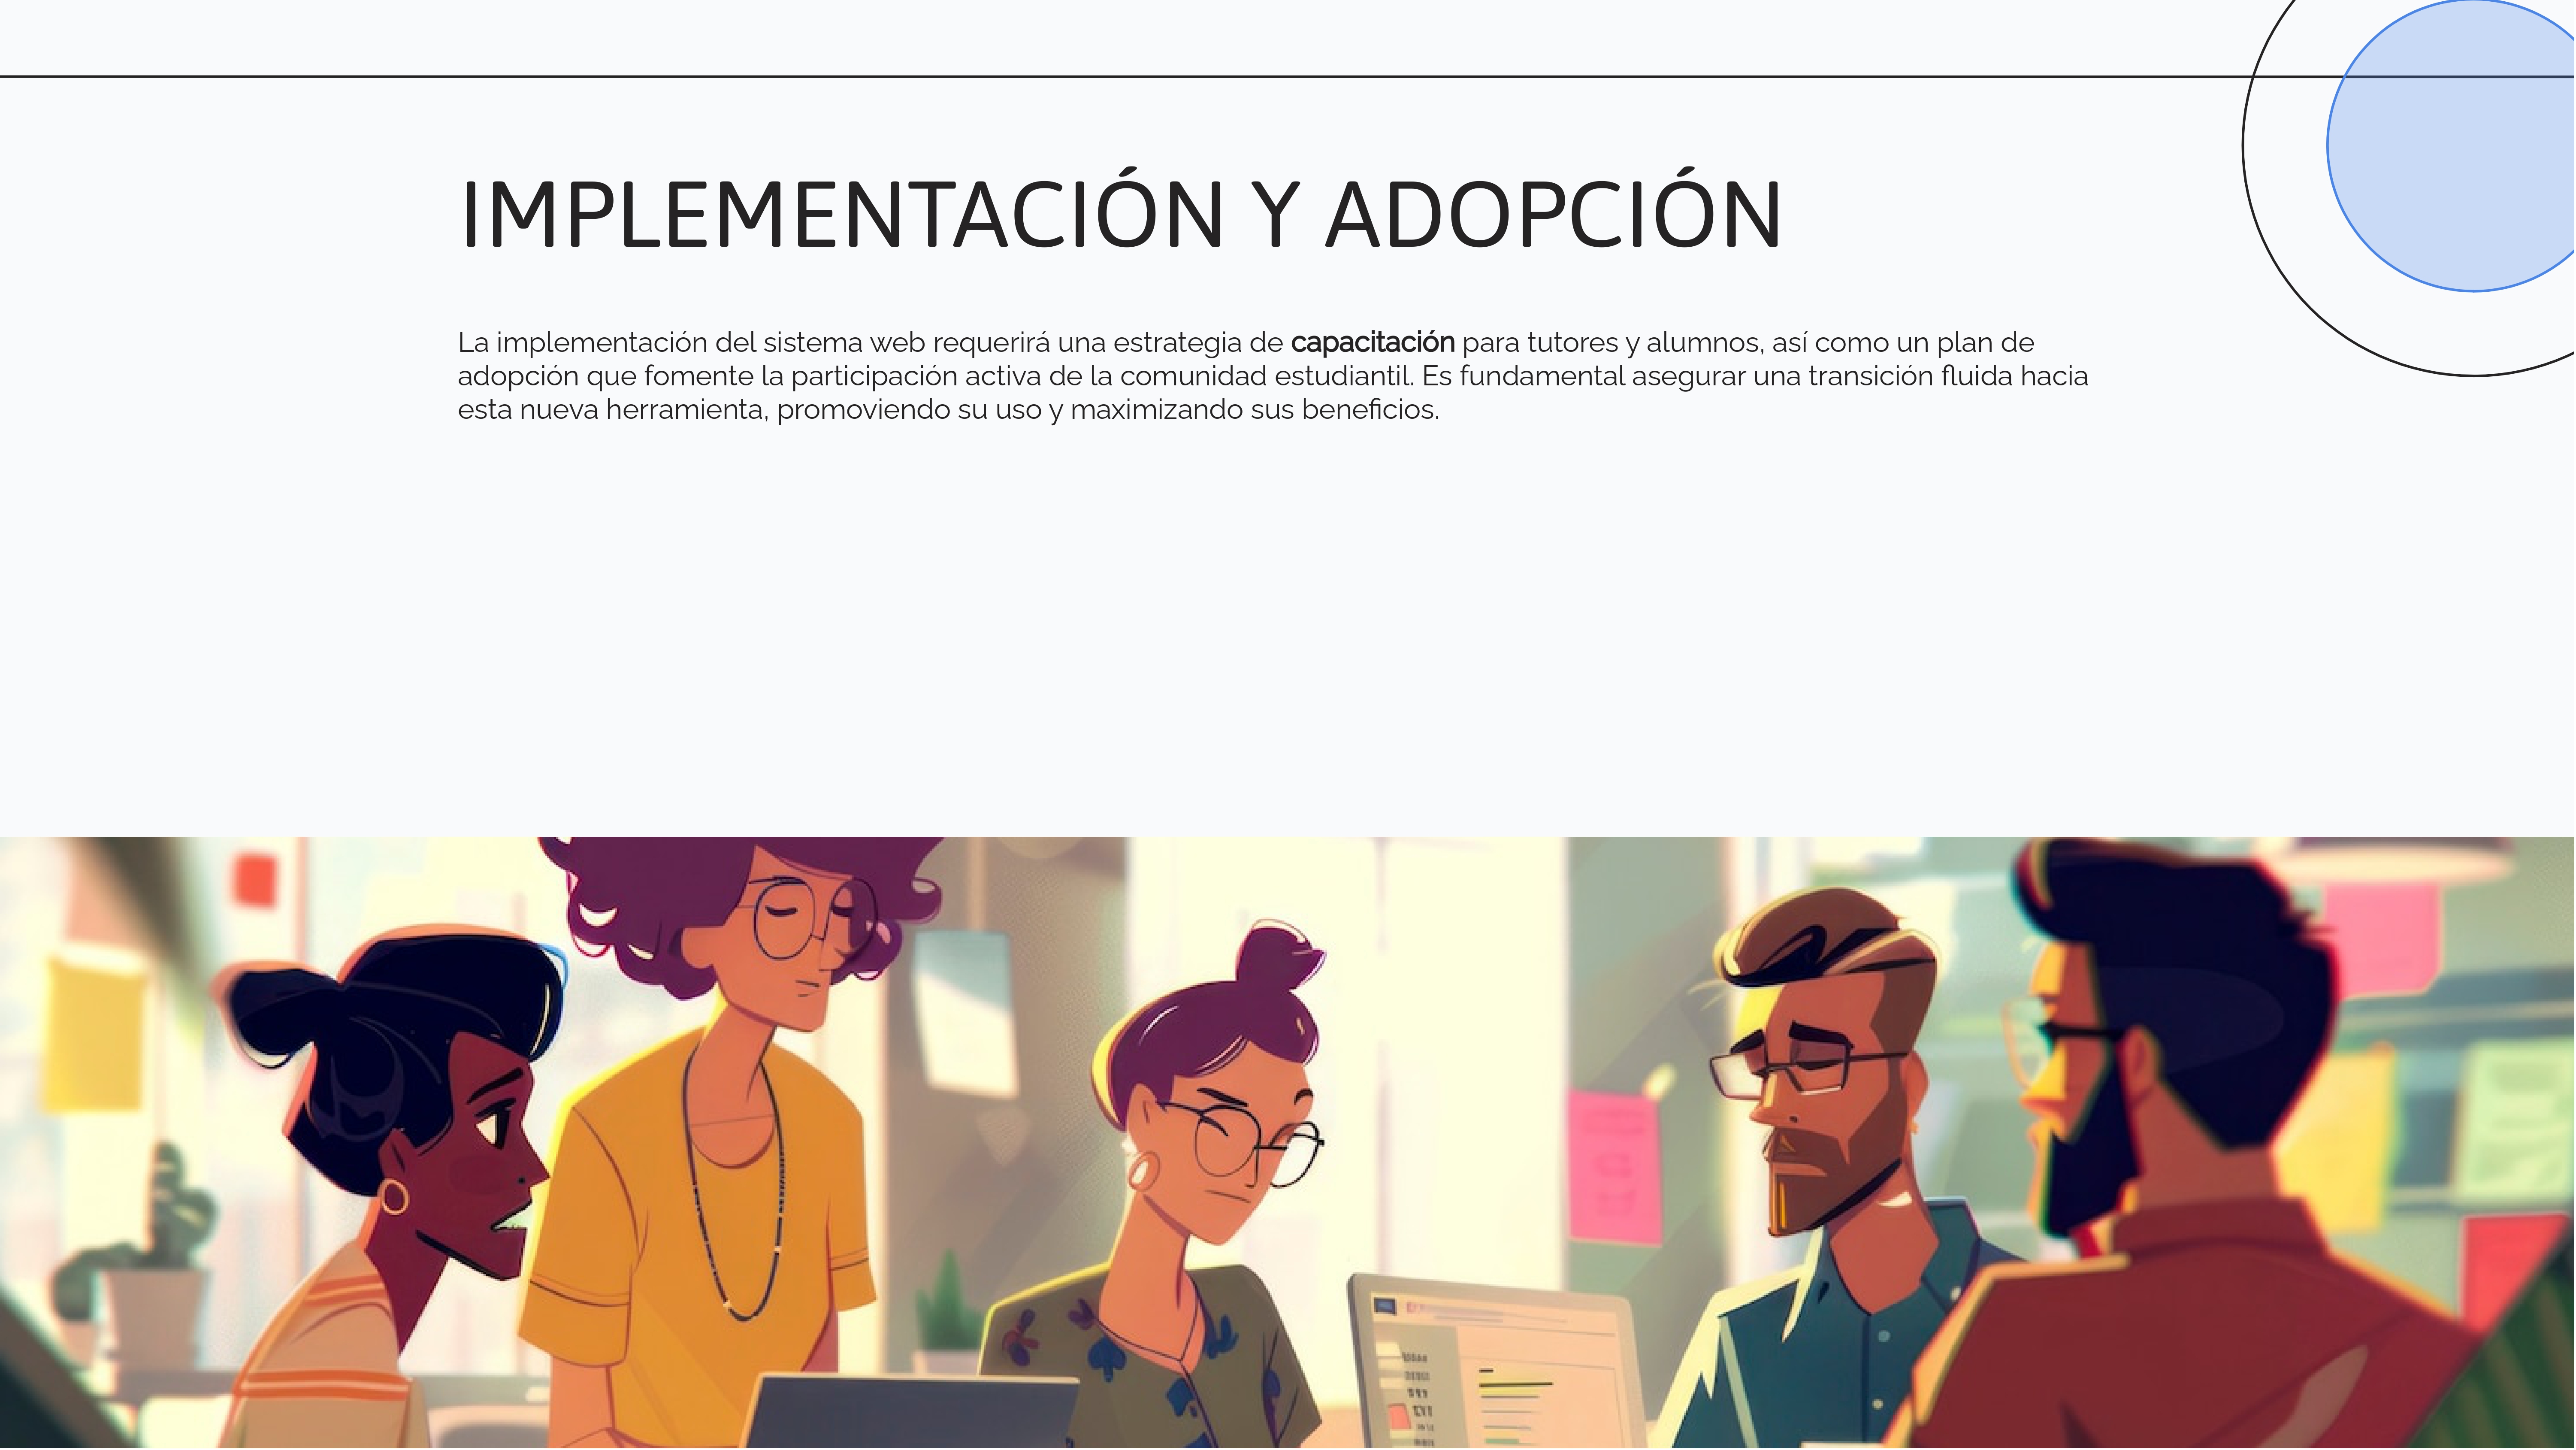 IMPLEMENTACIÓN Y ADOPCIÓN
La implementación del sistema web requerirá una estrategia de capacitación para tutores y alumnos, así como un plan de
adopción que fomente la participación activa de la comunidad estudiantil. Es fundamental asegurar una transición fluida hacia
esta nueva herramienta, promoviendo su uso y maximizando sus beneficios.